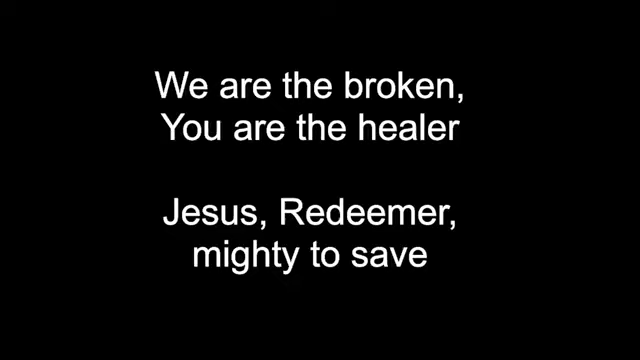 We are the broken,
You are the healer
Jesus, Redeemer,
mighty to save